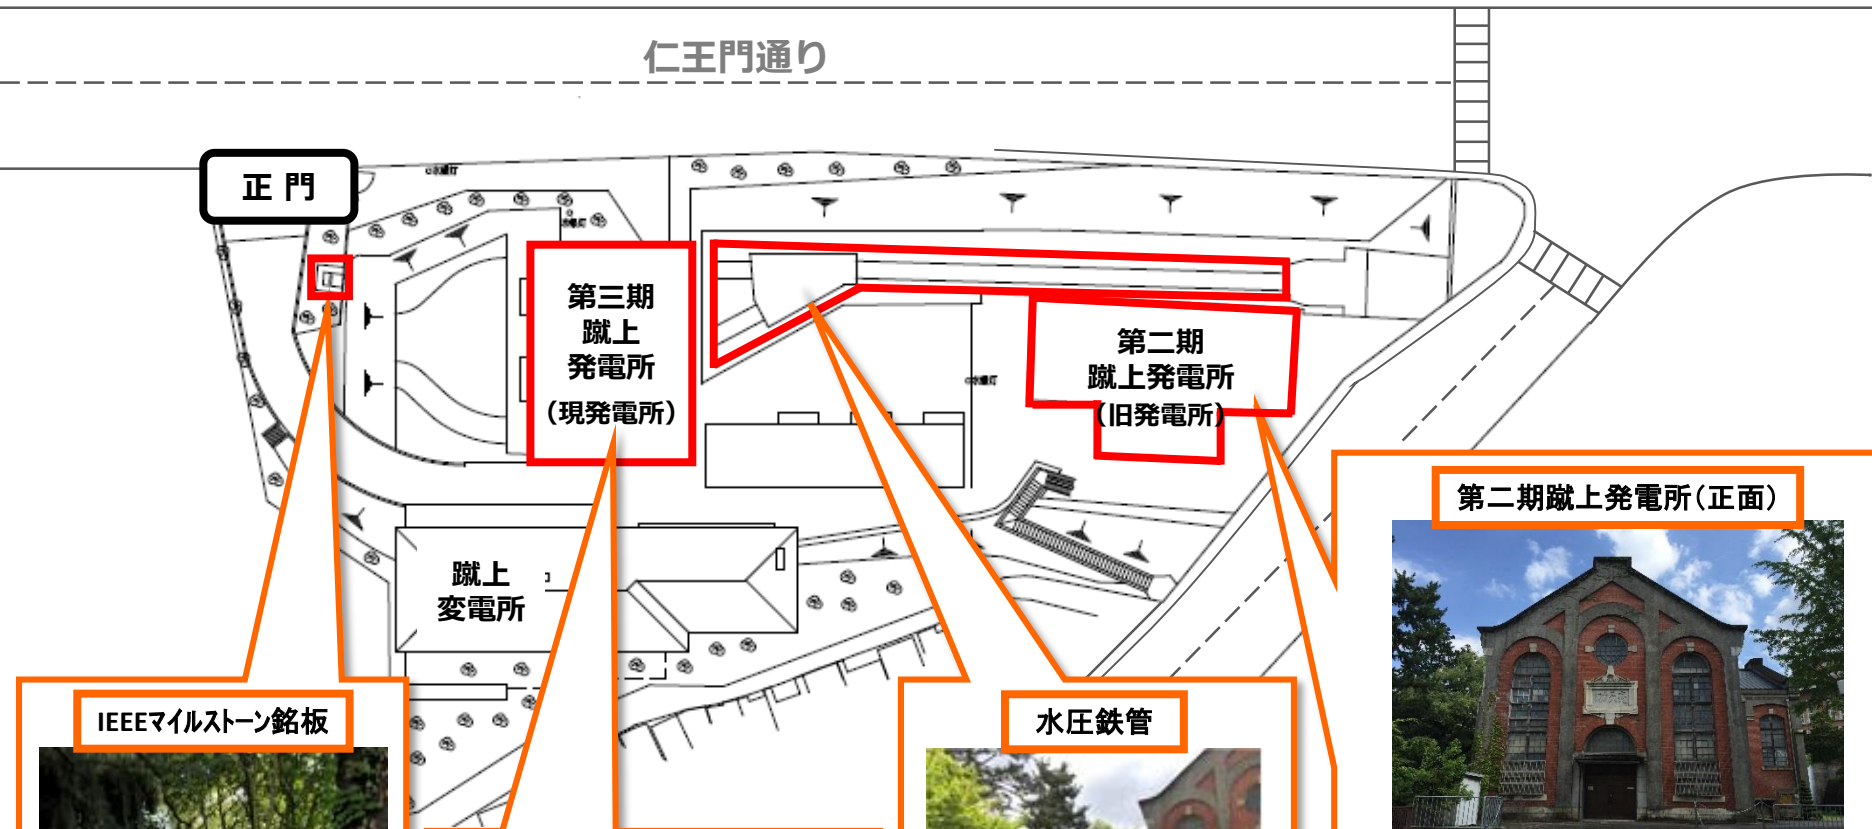 仁王門通り
正門
第三期
蹴上
発電所
（現発電所）
第二期
蹴上発電所
（旧発電所）
第二期蹴上発電所（正面）
蹴上
変電所
IEEEマイルストーン銘板
水圧鉄管